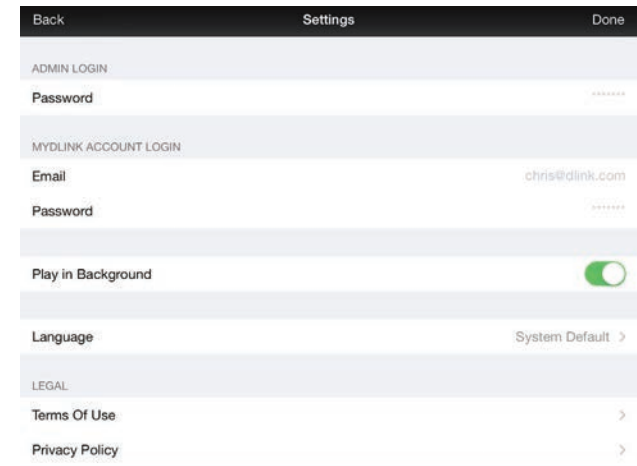 Back Settings Done
ADMIN LOGIN
Password *******
MYDLINK ACCOUNT LOGIN
Email chris@dlink.com
Password *******
Play in Background
Language System Default >
LEGAL
Terms Of Use >
Privacy Policy >